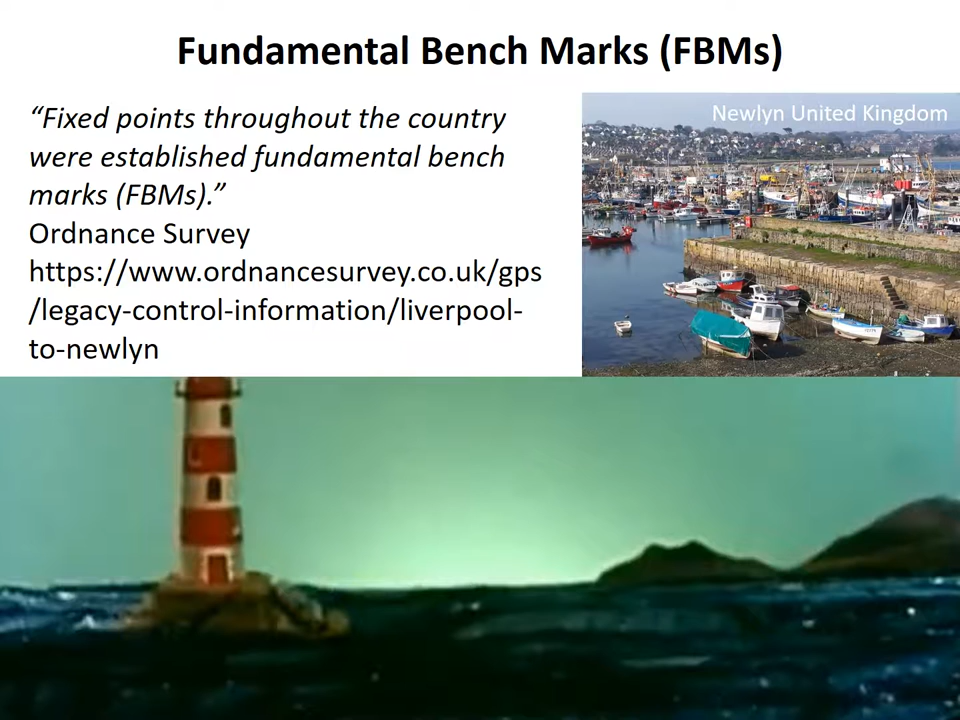 Fundamental Bench Marks (FBMs)
“Fixed points throughout the country
were established fundamental bench
marks (FBMs).”
Ordnance Survey
https://www.ordnancesurvey.co.uk/gps
/legacy-control-information/liverpool-
to-newlyn
Newlyn United Kingdom